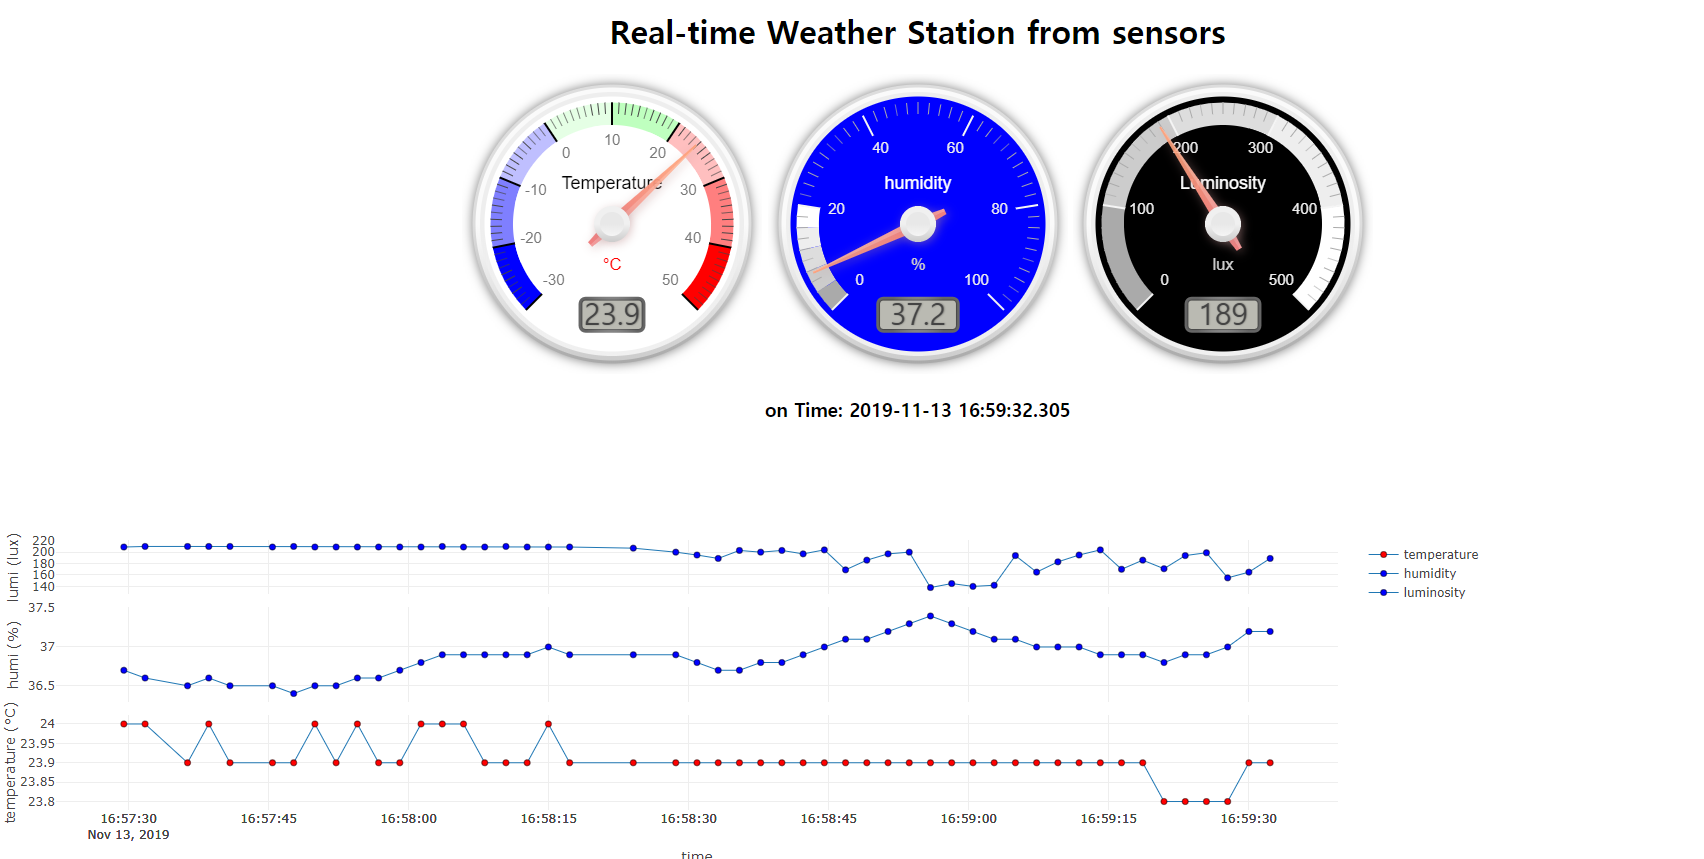 Real-time Weather Station from sensors
-30 -20 -10 0 10 20 30 40 50
Temperature
°C
23.9
0 20 40 60 80 100
humidity
%
37.2
0 100 200 300 400 500
Luminosity
lux
189
on Time: 2019-11-13 16:59:32.305
lumi (lux)
220
200
180
160
140
temperature
humidity
luminosity
humi (%)
37.5
37
36.5
temperature (°C)
24
23.95
23.9
23.85
23.8
16:57:30 16:57:45 16:58:00 16:58:15 16:58:30 16:58:45 16:59:00 16:59:15 16:59:30
Nov 13, 2019
time